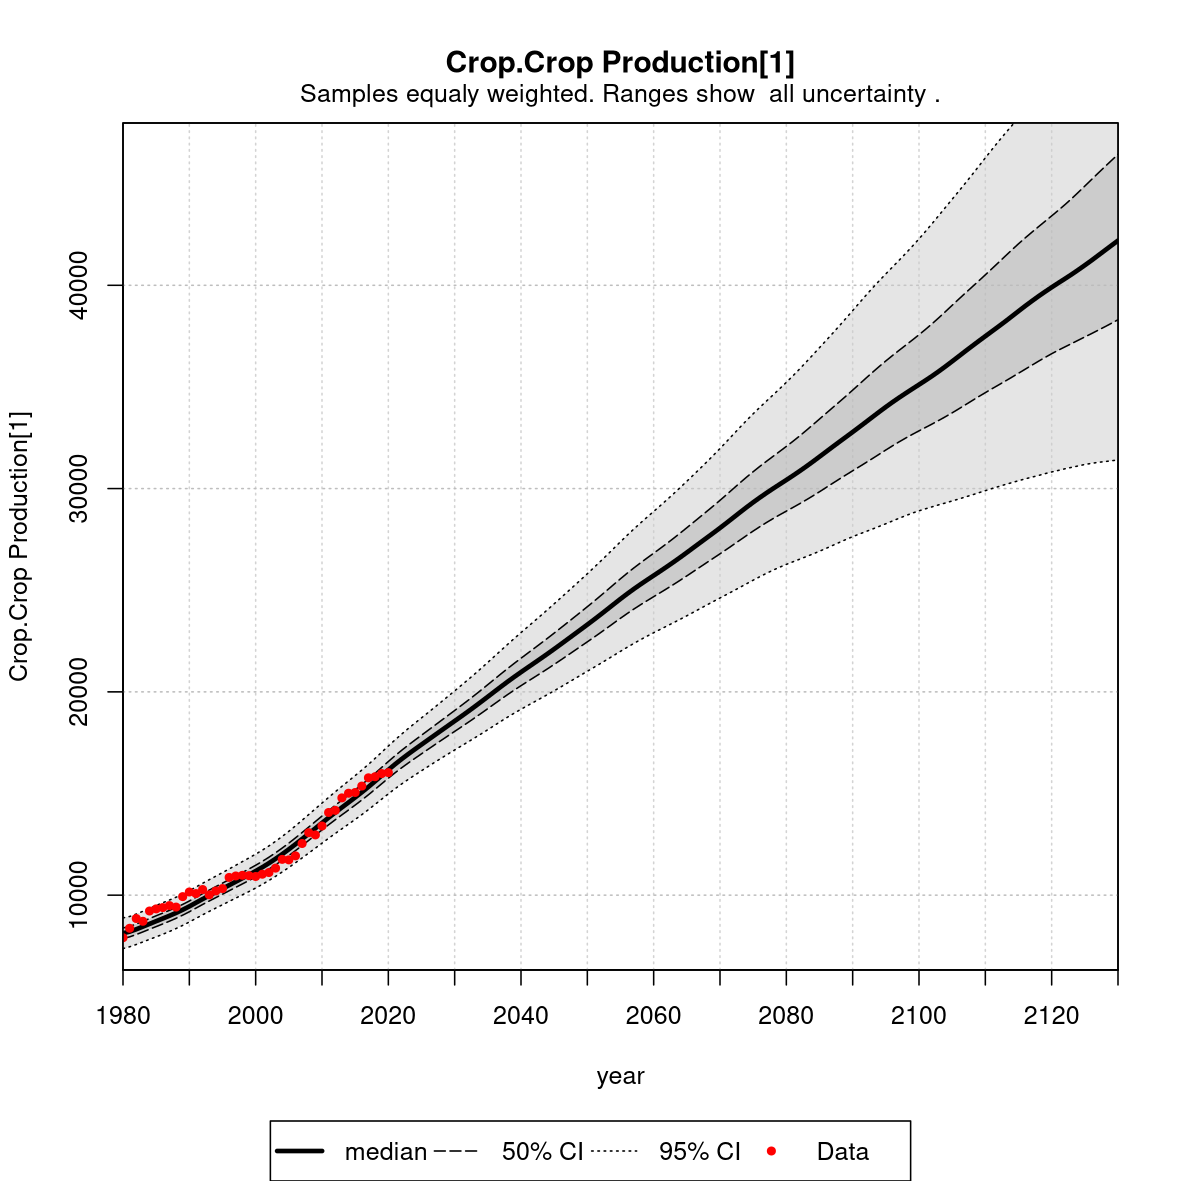 Crop.Crop Production[1]
Samples equaly weighted. Ranges show  all uncertainty .
Crop.Crop Production[1]
40000
30000
20000
10000
1980 2000 2020 2040 2060 2080 2100 2120
year
median 50% CI 95% CI Data